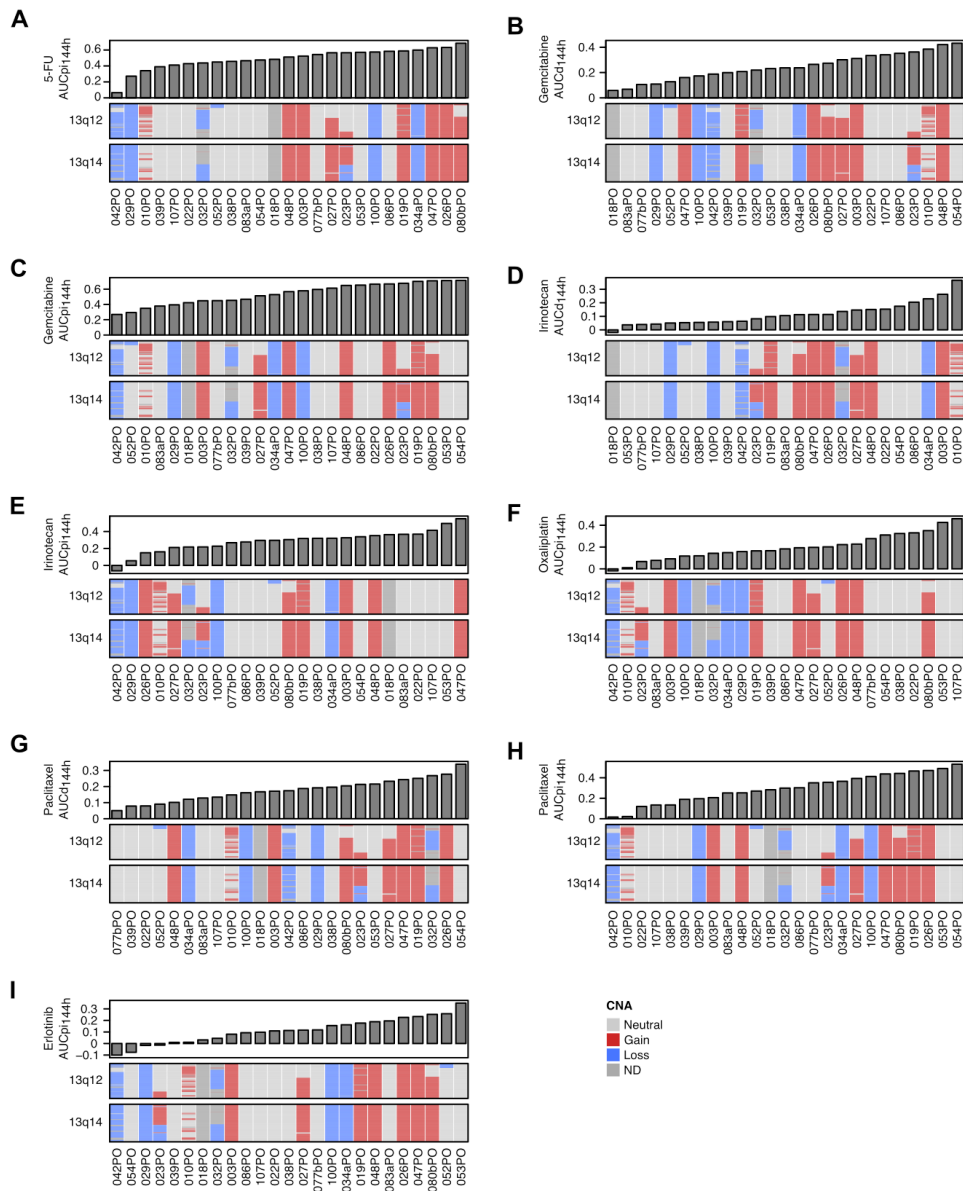 A
5-FU
AUCpi144h
0.6
0.4
0.2
0
13q12
13q14
042PO 029PO 010PO 039PO 107PO 022PO 032PO 052PO 038PO 083aPO 054PO 018PO 048PO 003PO 077bPO 027PO 023PO 100PO 086PO 019PO 034aPO 047PO 026PO 080bPO
B
Gemcitabine
AUCd144h
0.4
0.2
0
13q12
13q14
018PO 083aPO 077bPO 029PO 052PO 047PO 100PO 042PO 039PO 019PO 032PO 053PO 038PO 034aPO 026PO 080bPO 027PO 003PO 022PO 107PO 086PO 023PO 010PO 048PO 054PO
C
Gemcitabine
AUCpi144h
0.6
0.4
0.2
0
13q12
13q14
042PO 052PO 010PO 083aPO 029PO 018PO 003PO 077bPO 032PO 039PO 027PO 034aPO 047PO 100PO 038PO 107PO 048PO 086PO 022PO 026PO 023PO 019PO 080bPO 053PO 054PO
D
Irinotecan
AUCd144h
0.3
0.2
0.1
0
13q12
13q14
018PO 053PO 077bPO 107PO 029PO 052PO 039PO 100PO 038PO 042PO 023PO 019PO 083aPO 080bPO 047PO 026PO 032PO 027PO 048PO 054PO 086PO 022PO 034aPO 003PO 010PO
E
Irinotecan
AUCpi144h
0.4
0.2
0
13q12
13q14
042PO 029PO 026PO 010PO 027PO 032PO 023PO 100PO 077bPO 086PO 039PO 052PO 080bPO 019PO 038PO 034aPO 003PO 054PO 048PO 018PO 083aPO 022PO 107PO 053PO 047PO
F
Oxaliplatin
AUCpi144h
0.4
0.2
0
13q12
13q14
042PO 010PO 023PO 083aPO 003PO 100PO 018PO 032PO 034aPO 029PO 019PO 039PO 086PO 047PO 027PO 052PO 026PO 048PO 077bPO 054PO 038PO 022PO 080bPO 053PO 107PO
G
Paclitaxel
AUCd144h
0.3
0.2
0.1
0
13q12
13q14
077bPO 039PO 022PO 052PO 048PO 034aPO 083aPO 107PO 010PO 100PO 018PO 003PO 042PO 086PO 029PO 038PO 080bPO 023PO 053PO 027PO 047PO 019PO 032PO 026PO 054PO
H
Paclitaxel
AUCpi144h
0.4
0.2
0
13q12
13q14
042PO 010PO 022PO 107PO 038PO 039PO 029PO 003PO 083aPO 048PO 052PO 018PO 032PO 086PO 077bPO 023PO 034aPO 027PO 100PO 047PO 080bPO 019PO 026PO 053PO 054PO
I
Erlotinib
AUCpi144h
0.3
0.2
0.1
0
−0.1
13q12
13q14
042PO 054PO 029PO 023PO 039PO 010PO 018PO 032PO 003PO 086PO 107PO 022PO 038PO 027PO 077bPO 100PO 034aPO 019PO 048PO 083aPO 026PO 047PO 080bPO 052PO 053PO
CNA
Neutral
Gain
Loss
ND